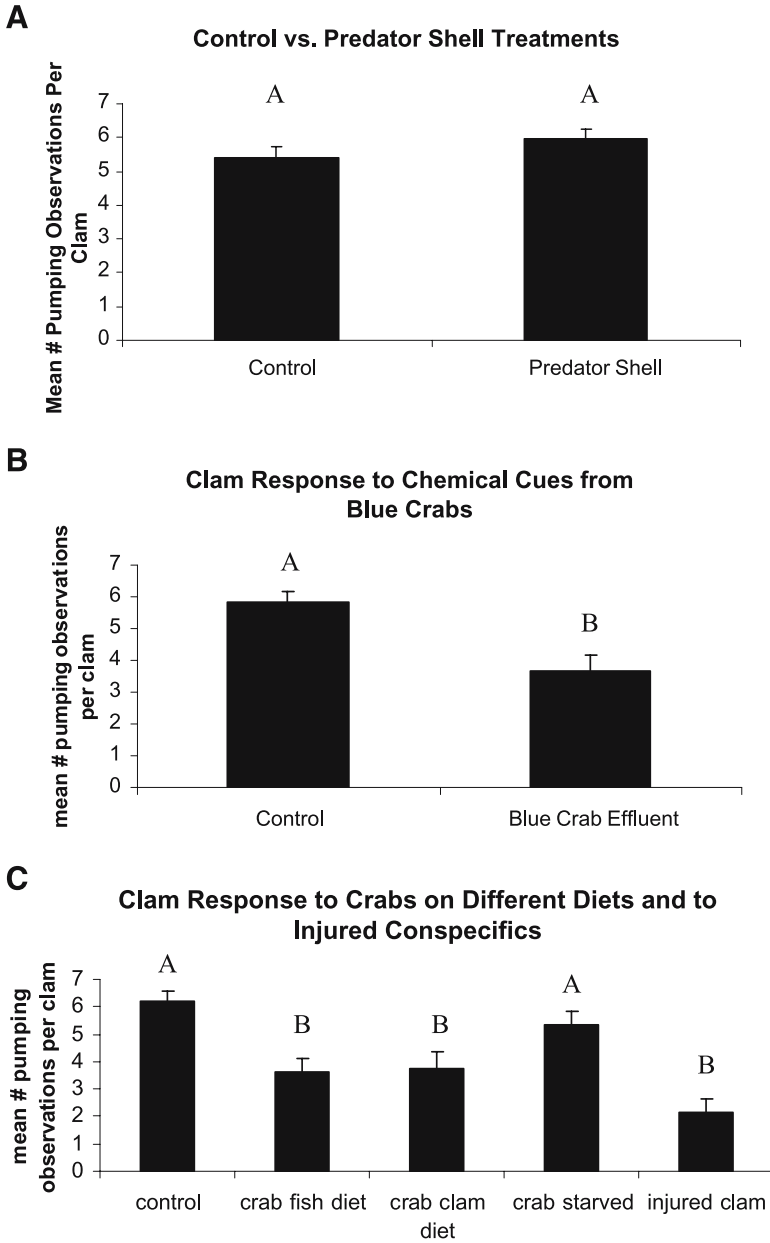 A
Control vs. Predator Shell Treatments
Mean # Pumping Observations Per
Clam
7
6
5
4
3
2
1
0
A
A
Control
Predator Shell
B
Clam Response to Chemical Cues from
Blue Crabs
mean # pumping observations
per clam
7
6
5
4
3
2
1
0
A
B
Control
Blue Crab Effluent
C
Clam Response to Crabs on Different Diets and to
Injured Conspecifics
mean # pumping
observations per clam
7
6
5
4
3
2
1
0
A
B
B
A
B
control
crab fish diet
crab clam
diet
crab starved
injured clam